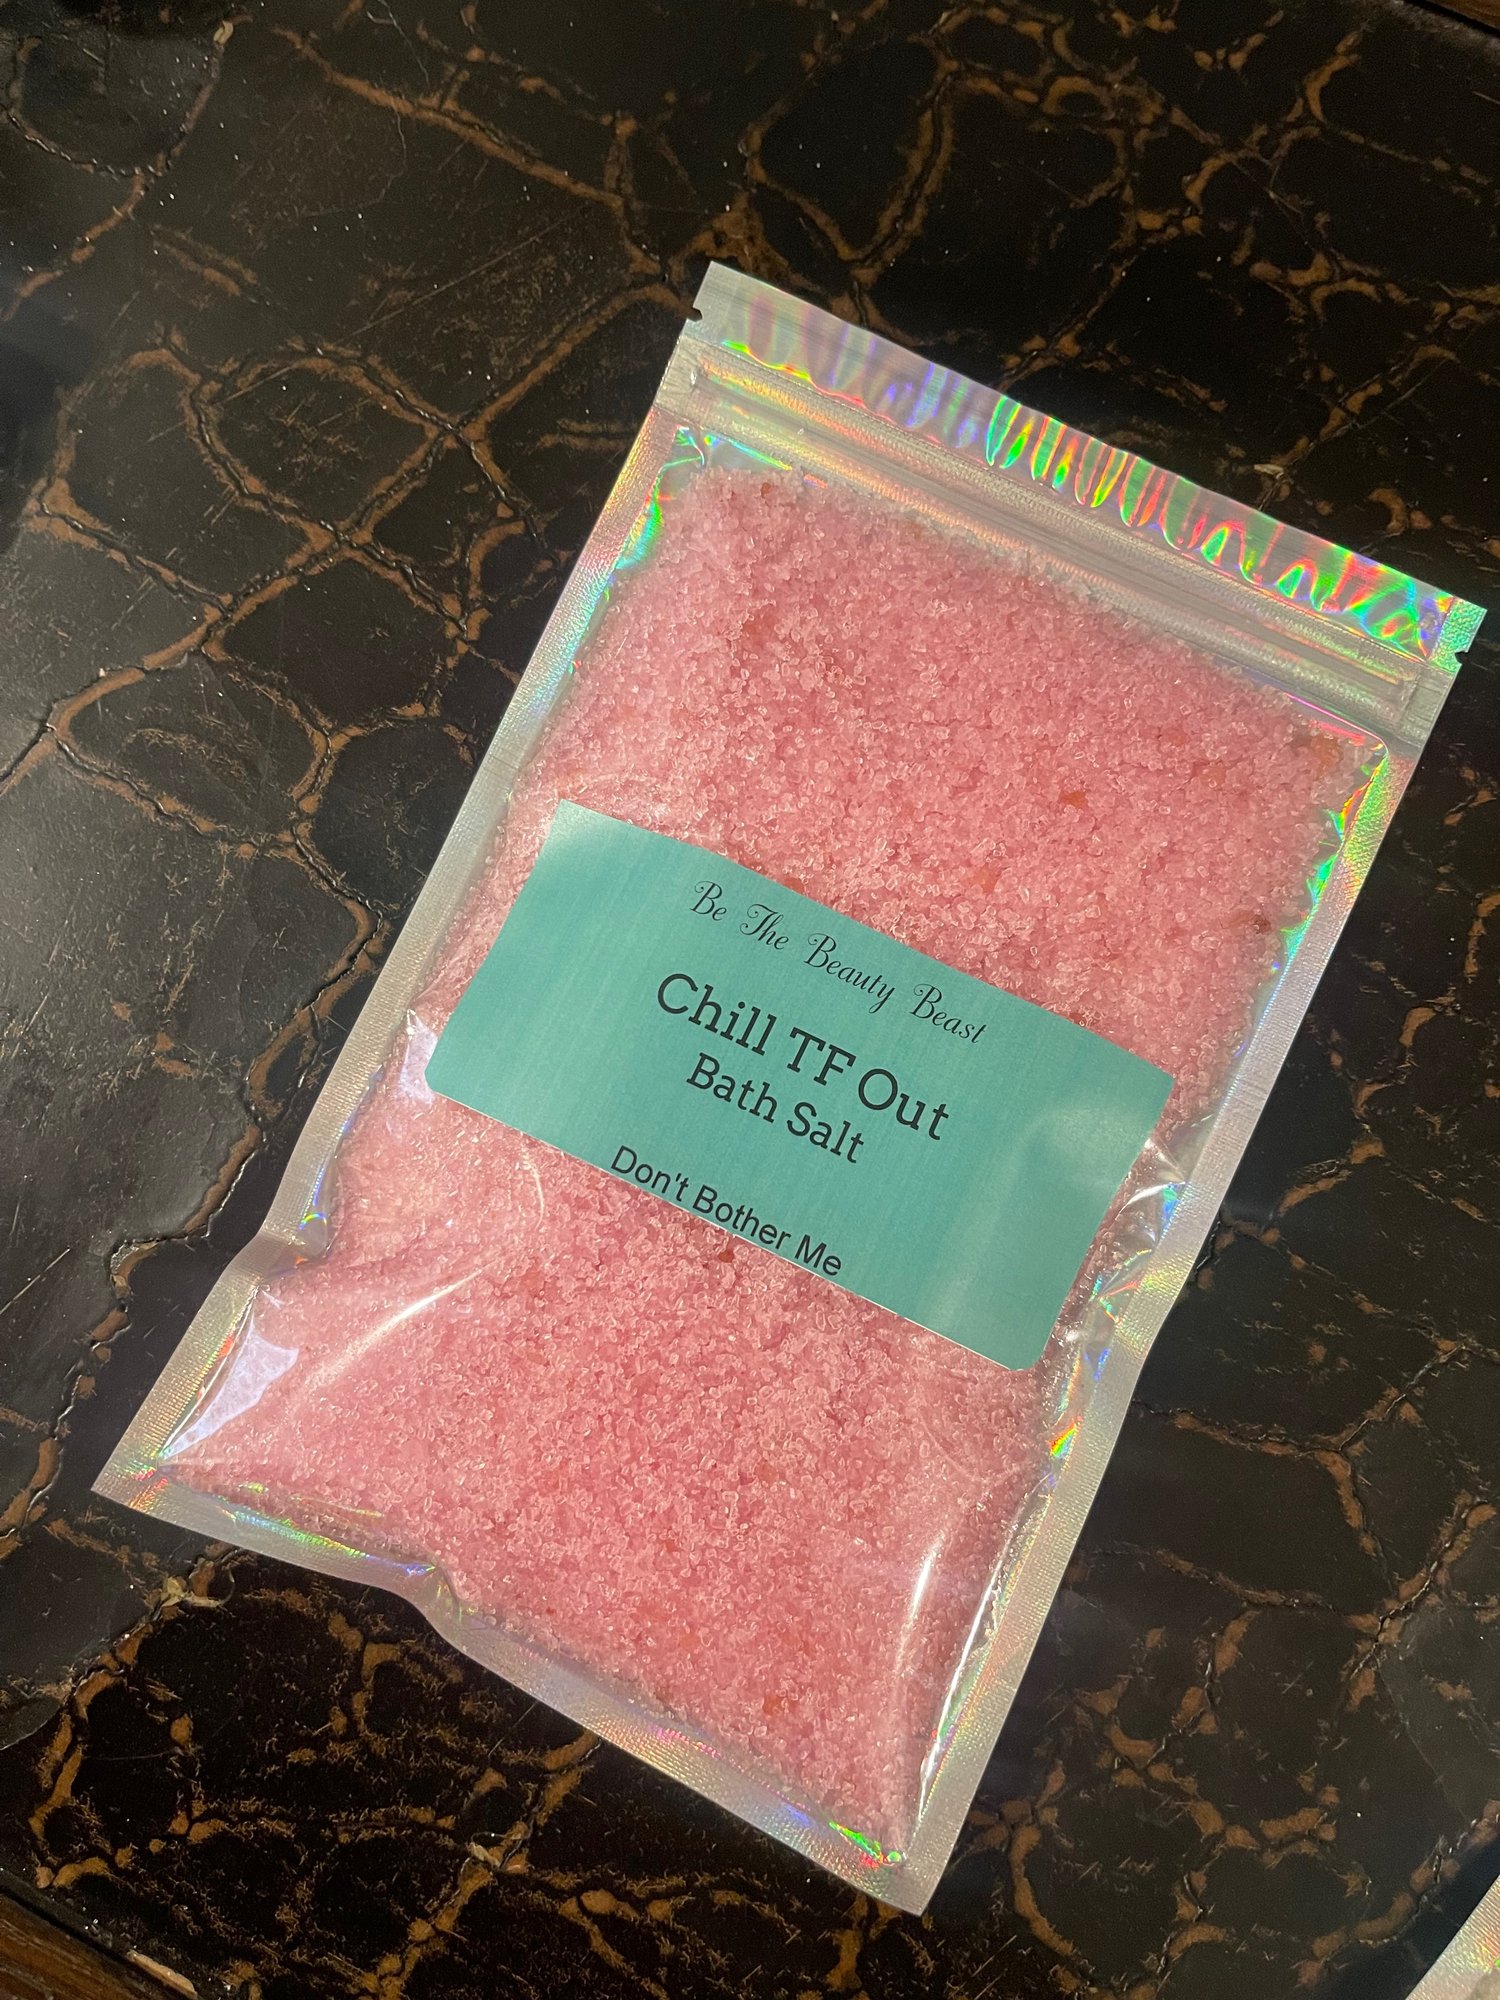 Be The Beauty Beast
Chill TF Out
Bath Salt
Don't Bother Me